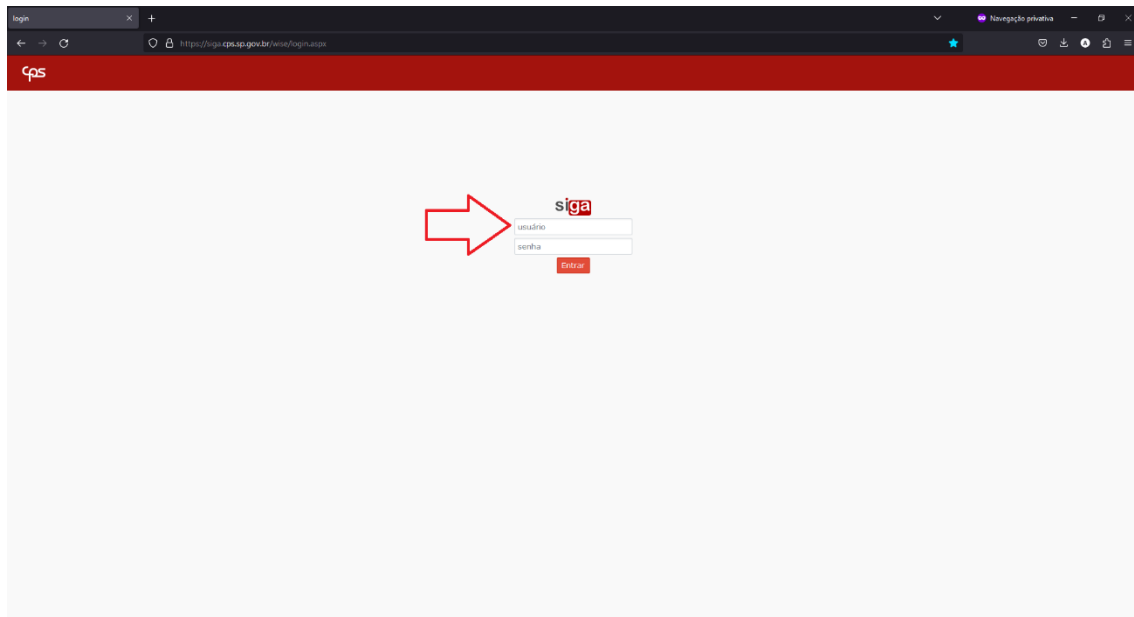 login
Navegação privativa
https://siga.cps.sp.gov.br/wise/login.aspx
cps
siga
usuário
senha
Entrar